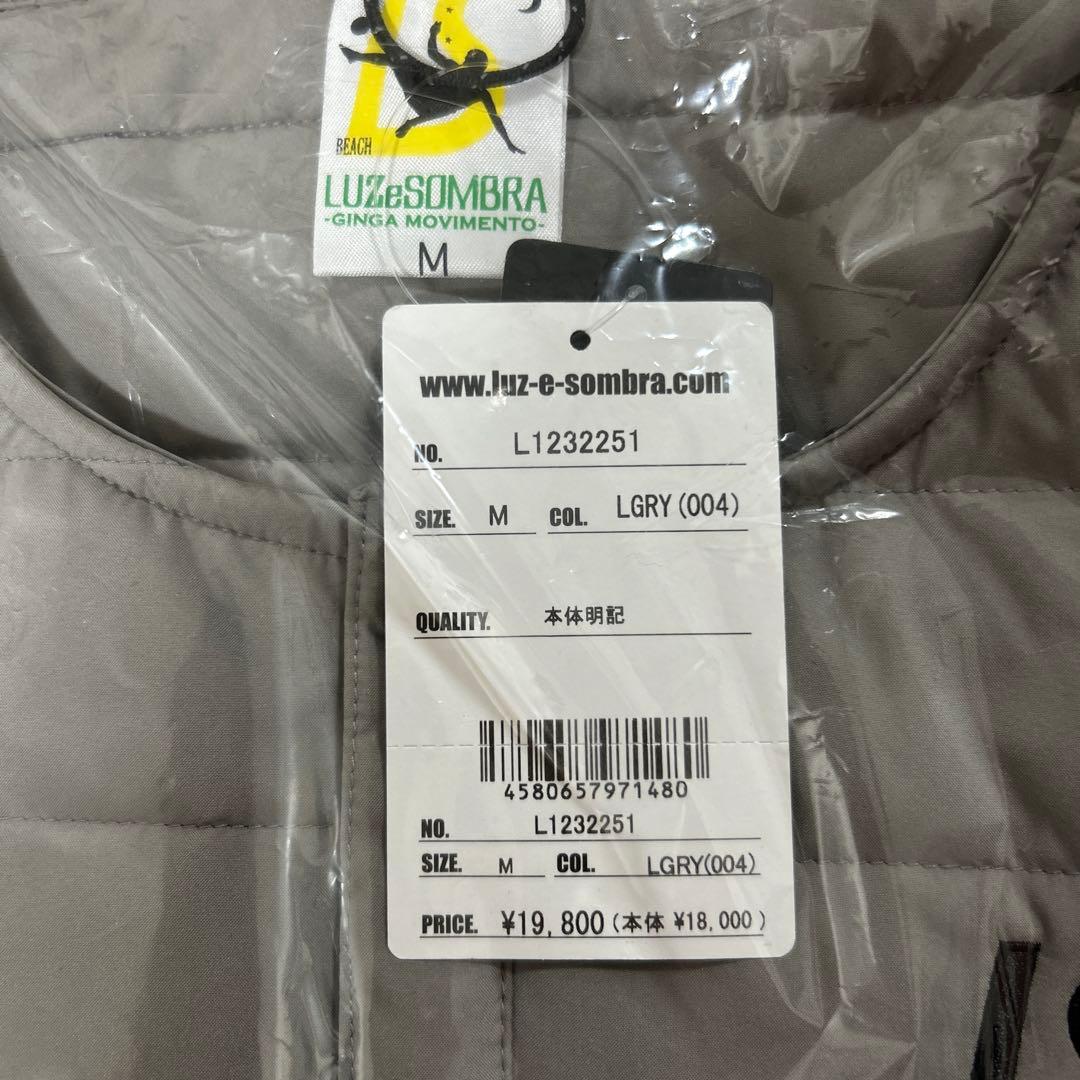 BEACH
LUZeSOMBRA
-GINGA MOVIMENTO-
M
www.luz-e-sombra.com
NO. L1232251
SIZE. M COL. LGRY(004)
QUALITY. 本体明記
4580657971480
NO. L1232251
SIZE. M COL. LGRY(004)
PRICE. ¥19,800(本体 ¥18,000)